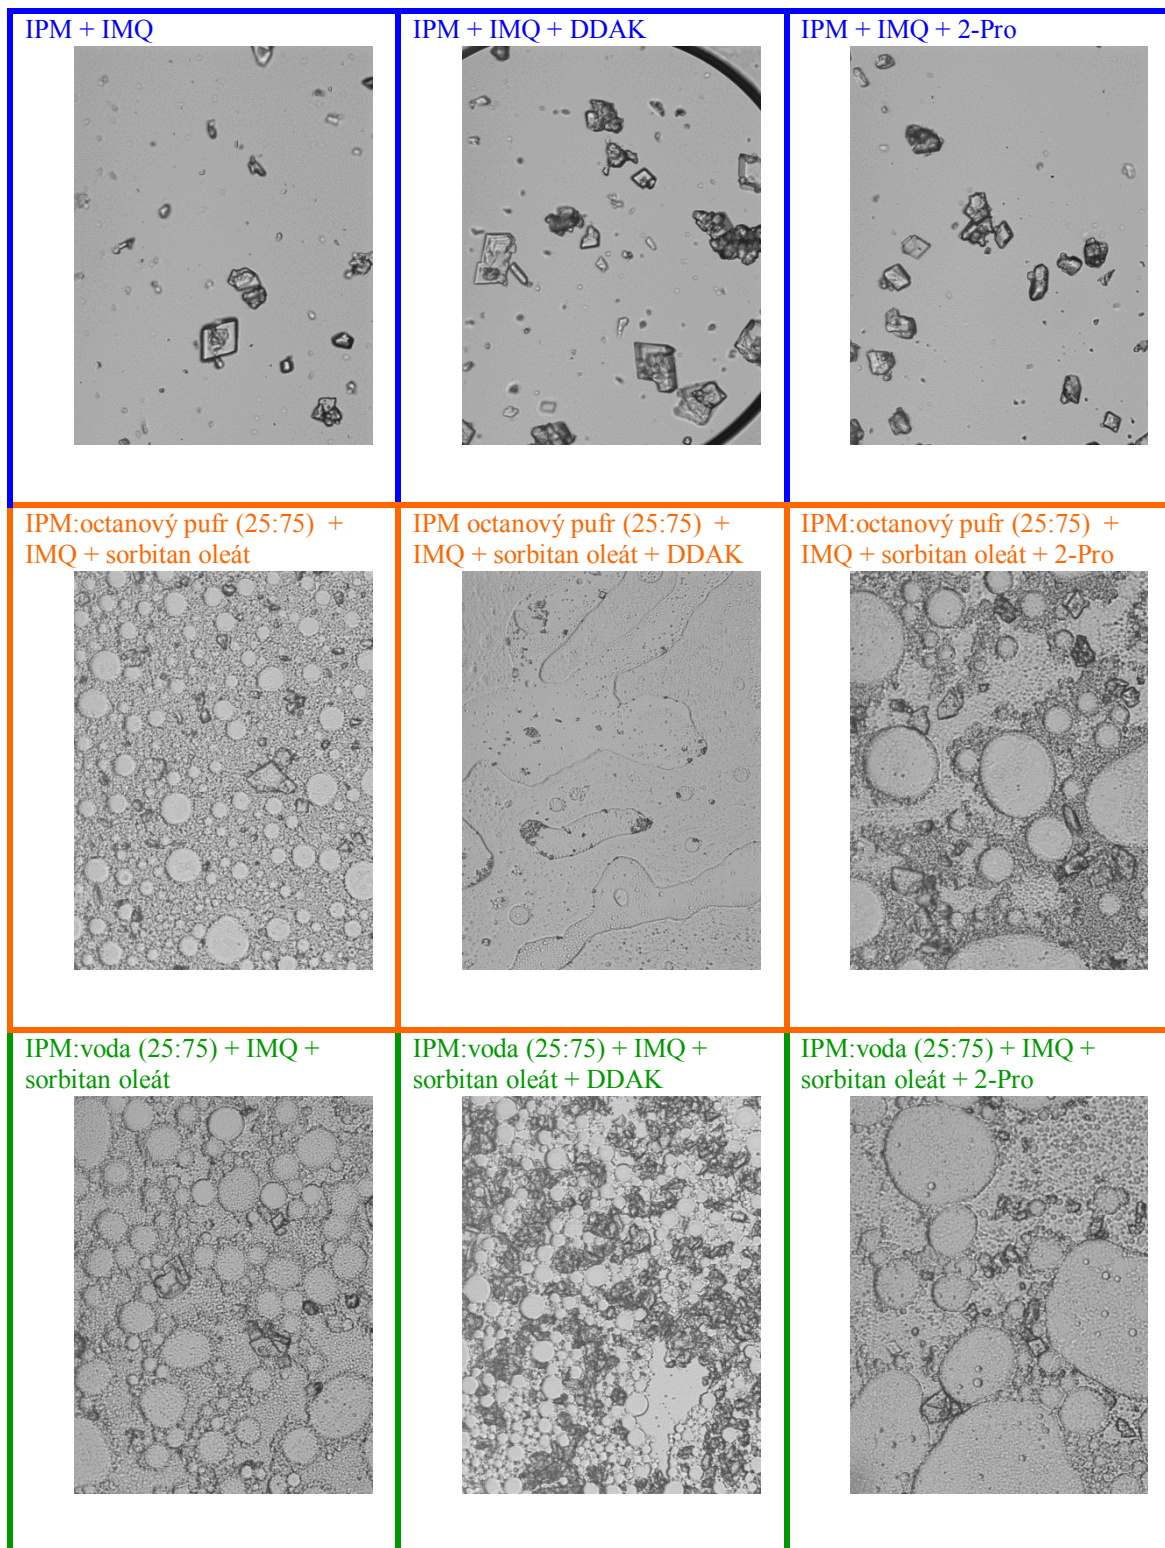 IPM + IMQ
IPM + IMQ + DDAK
IPM + IMQ + 2-Pro
IPM:octanový pufr (25:75) +
IMQ + sorbitan oleát
IPM octanový pufr (25:75) +
IMQ + sorbitan oleát + DDAK
IPM:octanový pufr (25:75) +
IMQ + sorbitan oleát + 2-Pro
IPM:voda (25:75) + IMQ +
sorbitan oleát
IPM:voda (25:75) + IMQ +
sorbitan oleát + DDAK
IPM:voda (25:75) + IMQ +
sorbitan oleát + 2-Pro